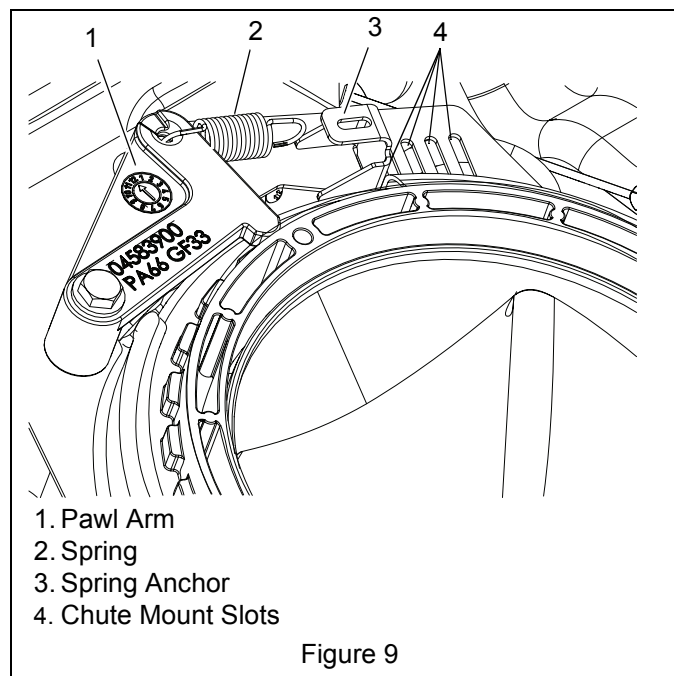 1
2
3
4
04583900
PA66 GF33
1. Pawl Arm
2. Spring
3. Spring Anchor
4. Chute Mount Slots
Figure 9